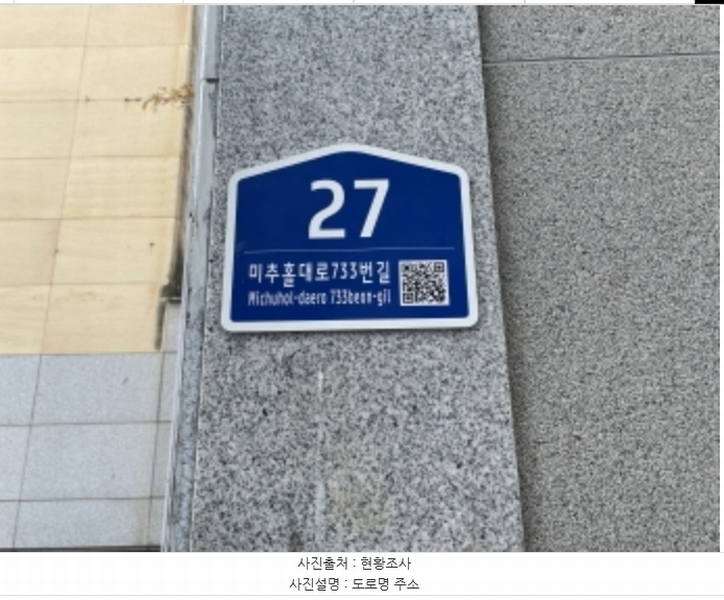 27
미추홀대로733번길
Michuhol-daero 733beon-gil
사진출처 : 현황조사
사진설명 : 도로명 주소